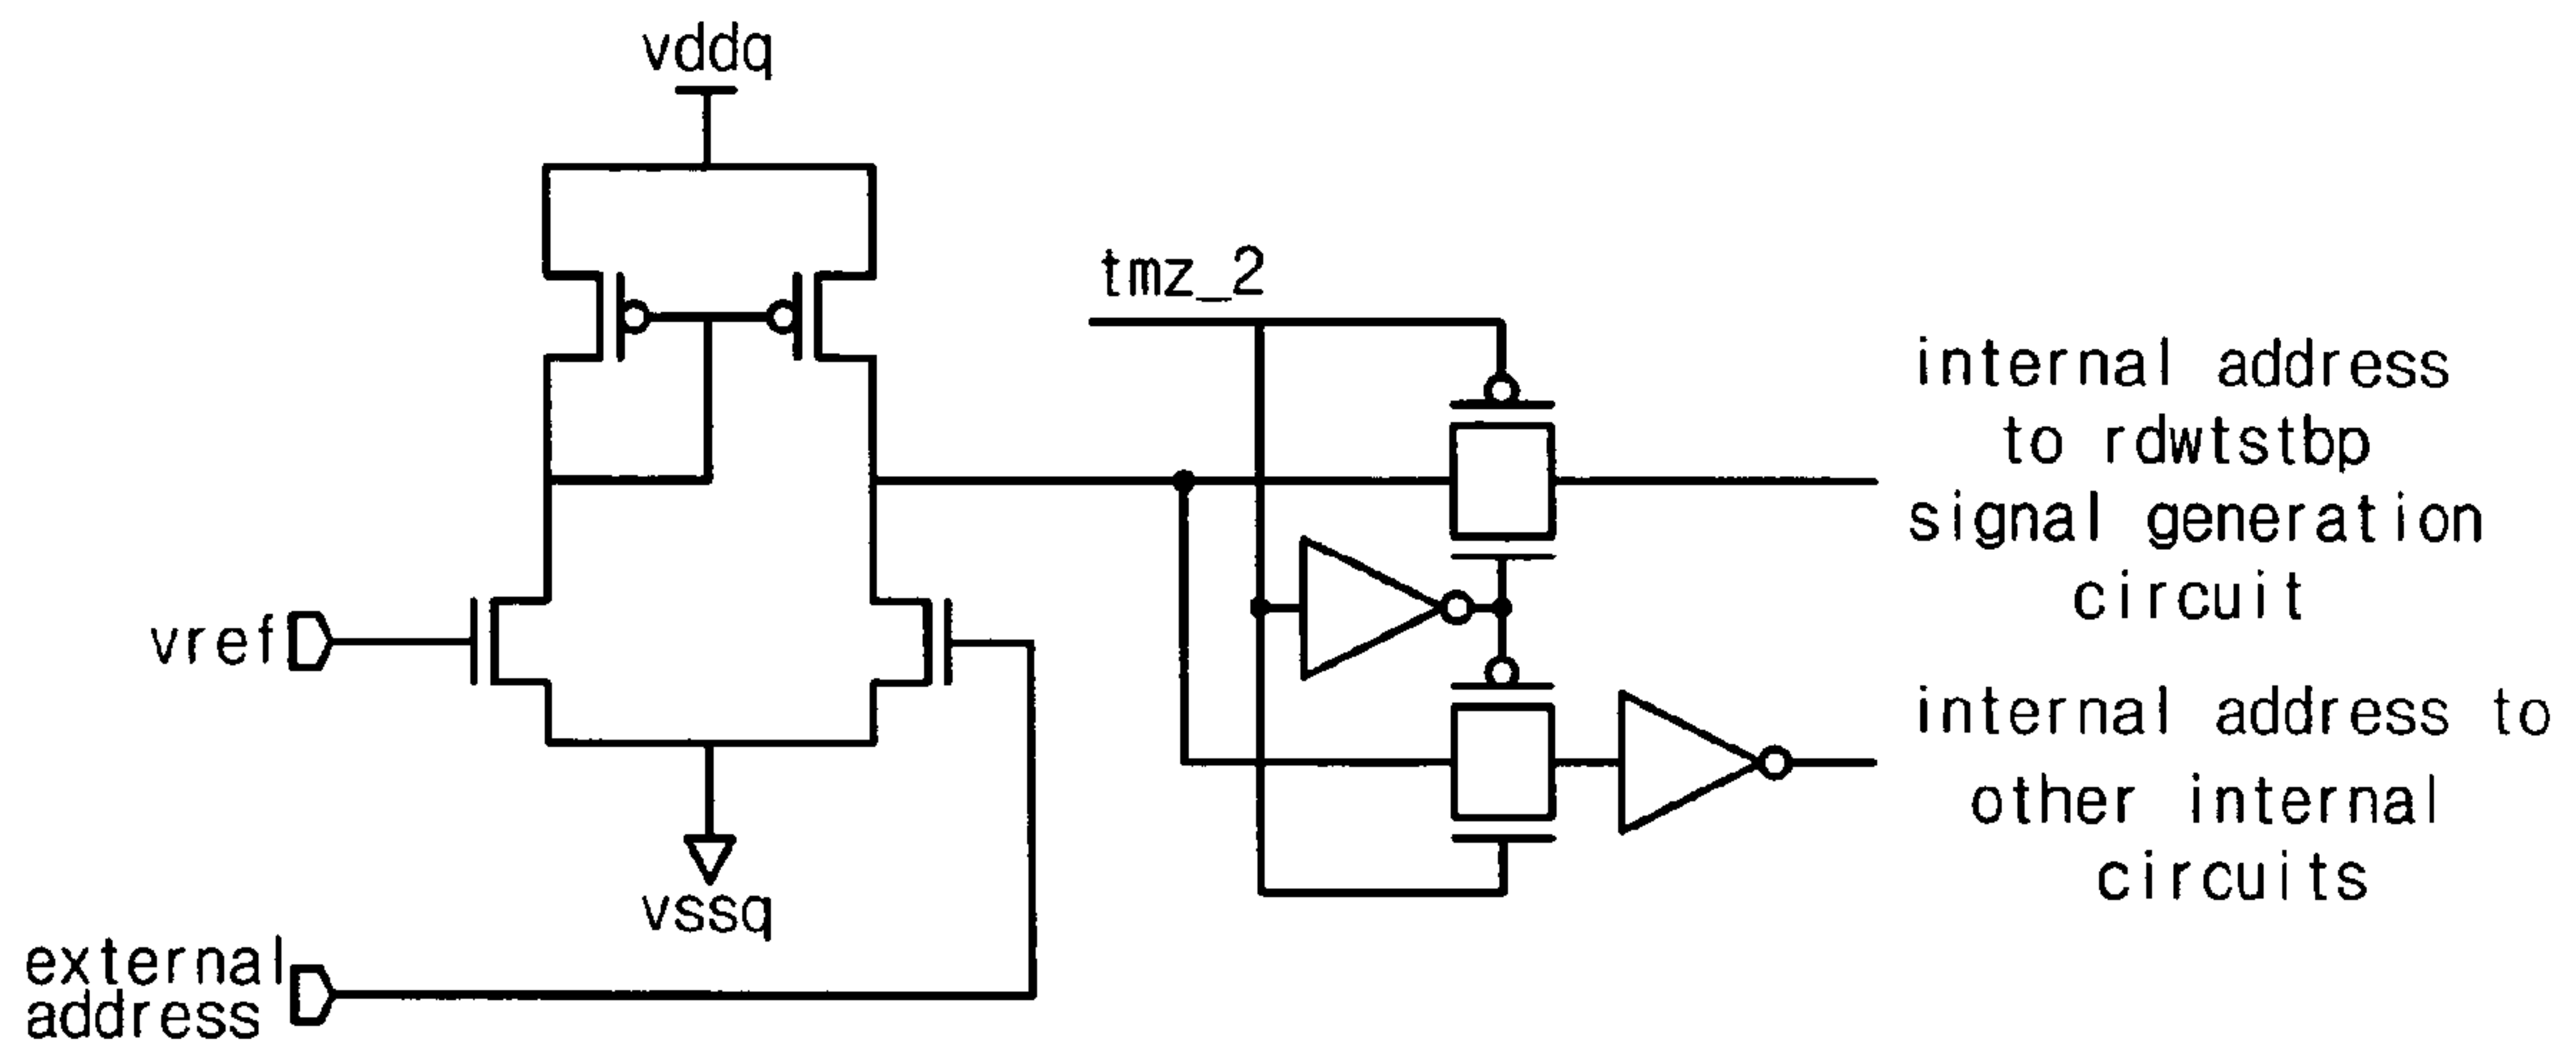 vddq
tmz_2
internal address
to rdwtstbp
signal generation
circuit
vref
internal address to
other internal
circuits
vssq
external
address